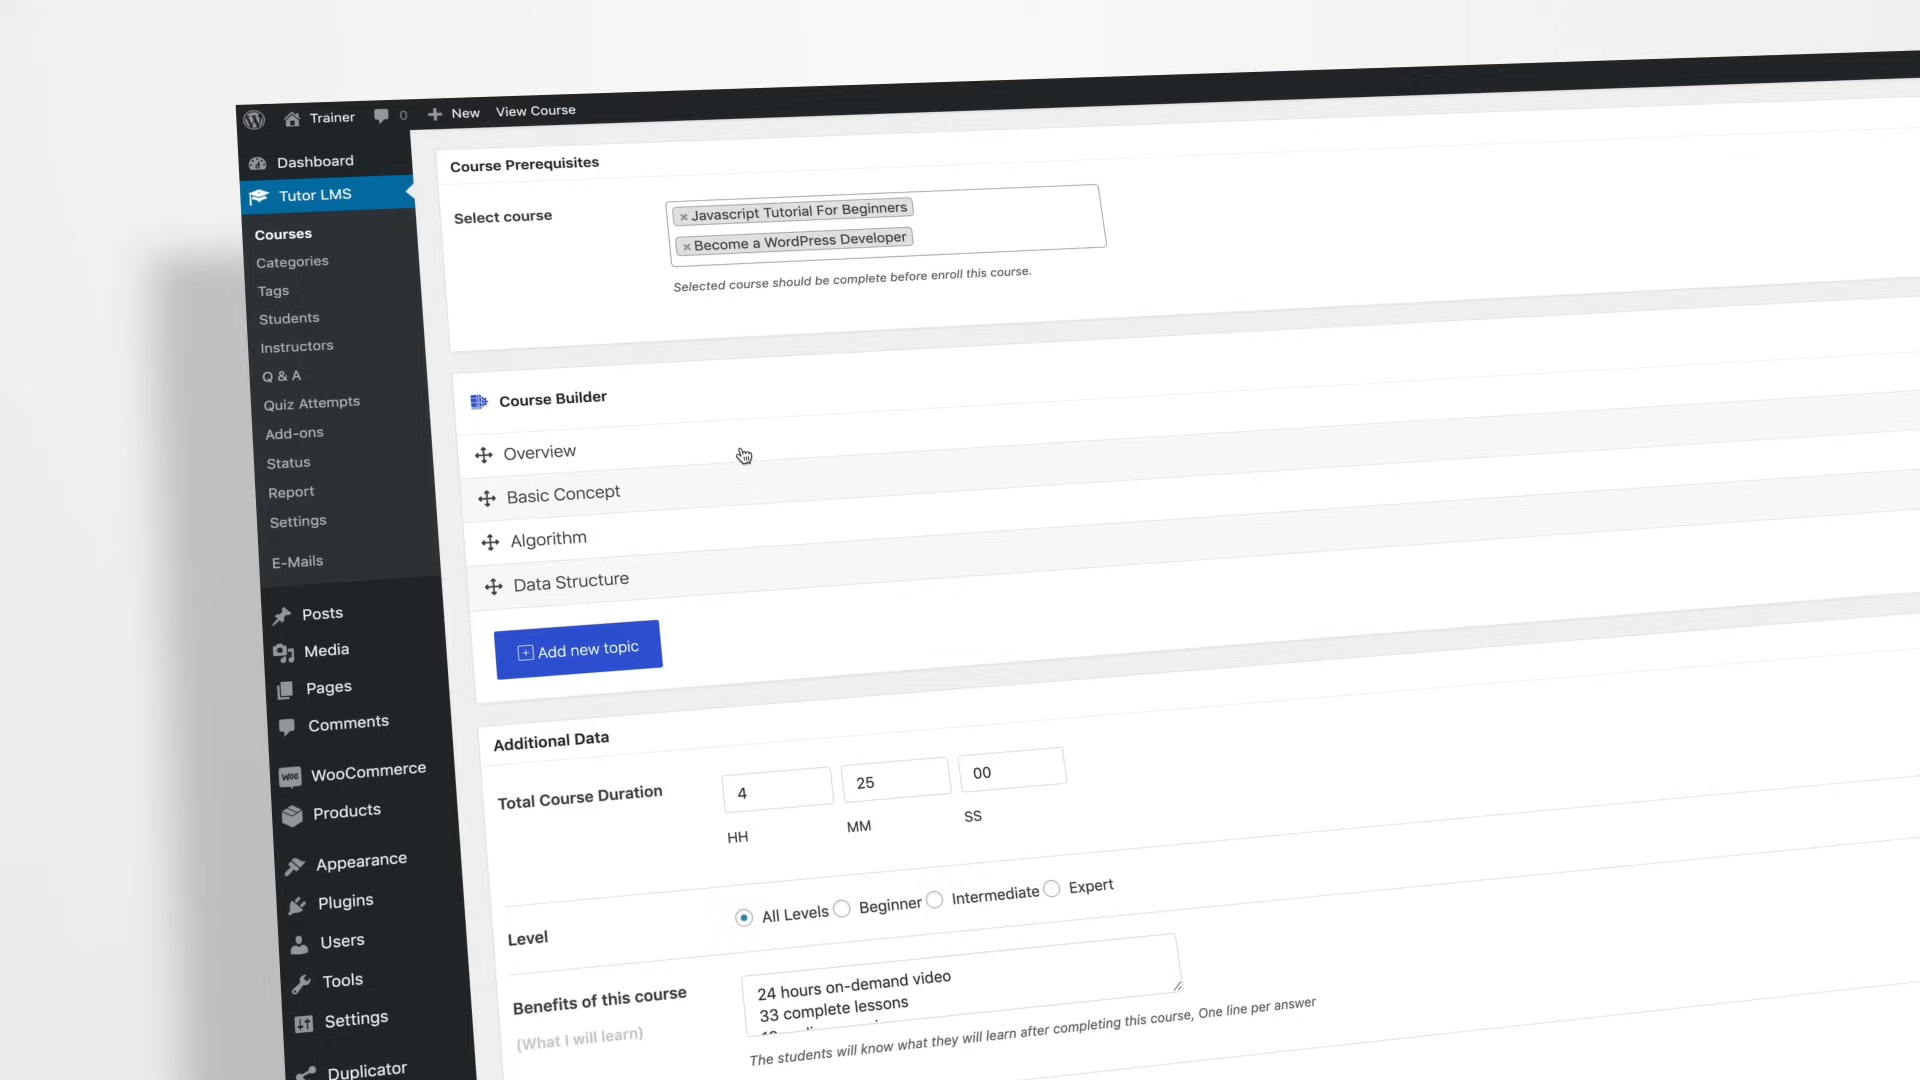 Trainer 0 New View Course
Dashboard
Tutor LMS
Courses
Categories
Tags
Students
Instructors
Q & A
Quiz Attempts
Add-ons
Status
Report
Settings
E-Mails
Posts
Media
Pages
Comments
WooCommerce
Products
Appearance
Plugins
Users
Tools
Settings
Duplicator
Course Prerequisites
Select course
× Javascript Tutorial For Beginners
× Become a WordPress Developer
Selected course should be complete before enroll this course.
Course Builder
Overview
Basic Concept
Algorithm
Data Structure
Add new topic
Additional Data
Total Course Duration
4 25 00
HH MM SS
Level
All Levels Beginner Intermediate Expert
Benefits of this course
(What I will learn)
24 hours on-demand video
33 complete lessons
The students will know what they will learn after completing this course, One line per answer